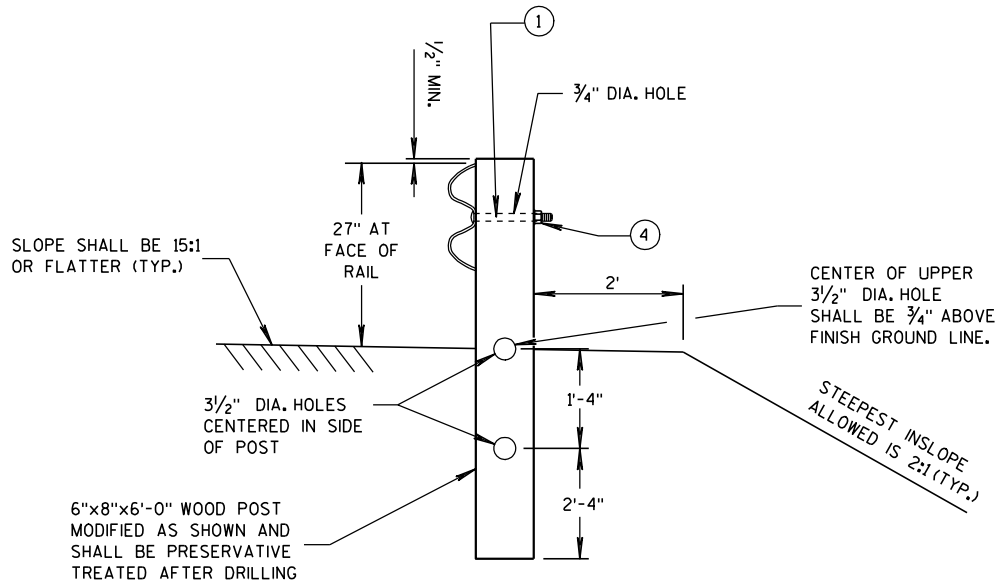 1
½" MIN.
¾" DIA. HOLE
27" AT
FACE OF
RAIL
4
SLOPE SHALL BE 15:1
OR FLATTER (TYP.)
2'
CENTER OF UPPER
3½" DIA. HOLE
SHALL BE ¾" ABOVE
FINISH GROUND LINE.
3½" DIA. HOLES
CENTERED IN SIDE
OF POST
1'-4"
STEEPEST INSLOPE
ALLOWED IS 2:1 (TYP.)
2'-4"
6"x8"x6'-0" WOOD POST
MODIFIED AS SHOWN AND
SHALL BE PRESERVATIVE
TREATED AFTER DRILLING